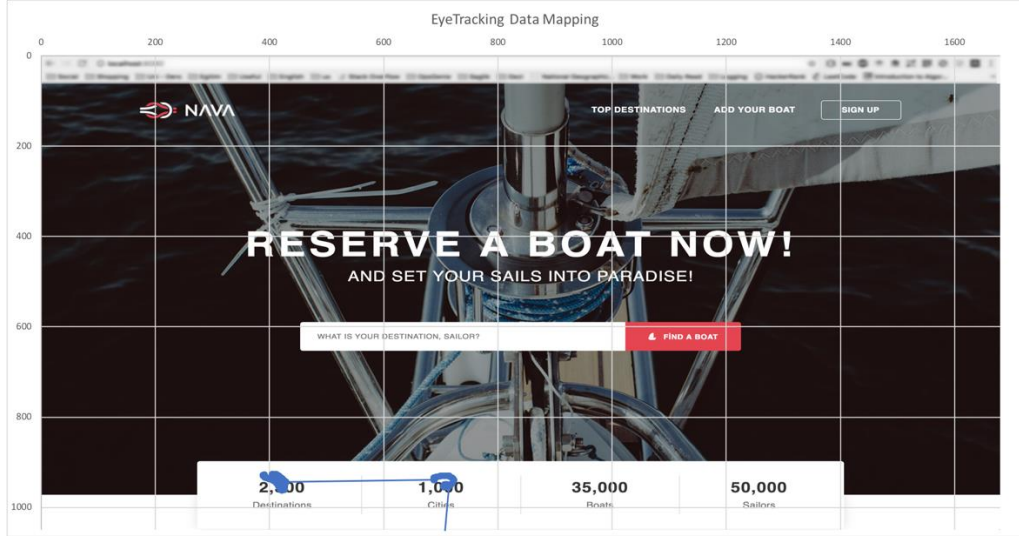 EyeTracking Data Mapping
0 200 400 600 800 1000 1200 1400 1600
0
NAVA TOP DESTINATIONS ADD YOUR BOAT SIGN UP
200
400
RESERVE A BOAT NOW!
AND SET YOUR SAILS INTO PARADISE!
600
WHAT IS YOUR DESTINATION, SAILOR? FİND A BOAT
800
35,000 50,000
Destinations Cities Boats Sailors
1000